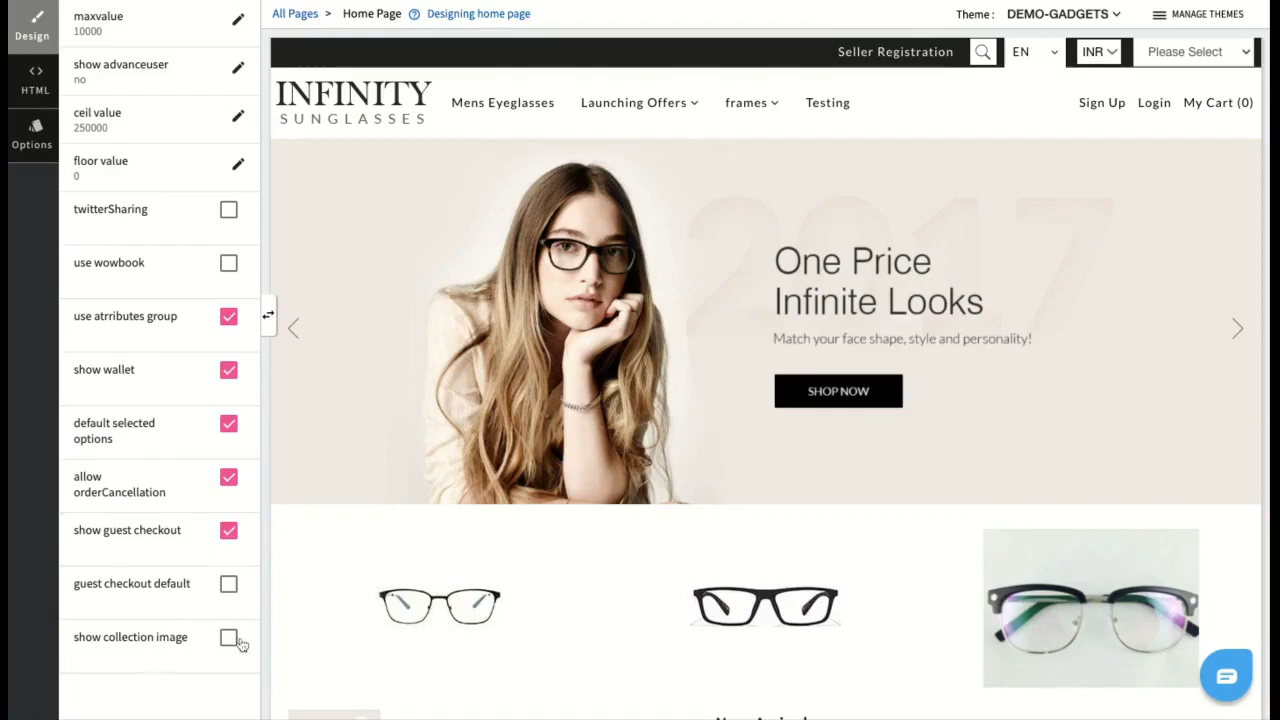 Design
HTML
Options
maxvalue
10000
show advanceuser
no
ceil value
250000
floor value
0
twitterSharing
use wowbook
use atrributes group
show wallet
default selected
options
allow
orderCancellation
show guest checkout
guest checkout default
show collection image
All Pages > Home Page Designing home page
Theme : DEMO-GADGETS MANAGE THEMES
Seller Registration EN INR Please Select
INFINITY
SUNGLASSES
Mens Eyeglasses Launching Offers frames Testing
Sign Up Login My Cart (0)
2017
One Price
Infinite Looks
Match your face shape, style and personality!
SHOP NOW